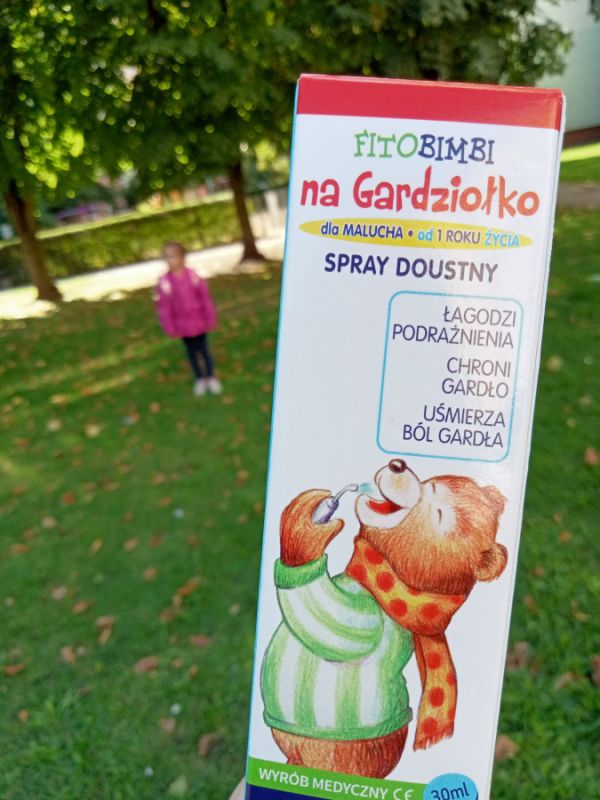 FITOBIMBI
na Gardziołko
dla MALUCHA • od 1 ROKU ŻYCIA
SPRAY DOUSTNY
ŁAGODZI
PODRAŻNIENIA
CHRONI
GARDŁO
UŚMIERZA
BÓL GARDŁA
WYRÓB MEDYCZNY CE
30ml